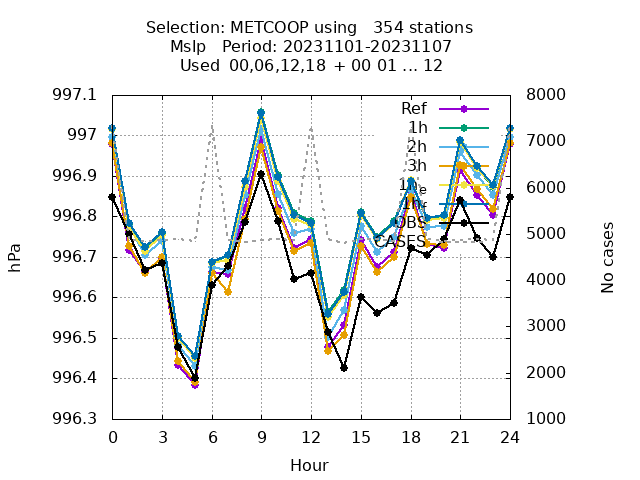 Selection: METCOOP using 354 stations
Mslp Period: 20231101-20231107
Used 00,06,12,18 + 00 01 ... 12
997.1
997
996.9
996.8
996.7
996.6
996.5
996.4
996.3
hPa
8000
7000
6000
5000
4000
3000
2000
1000
No cases
Ref
1h
2h
3h
OBS
CASES
0 3 6 9 12 15 18 21 24
Hour